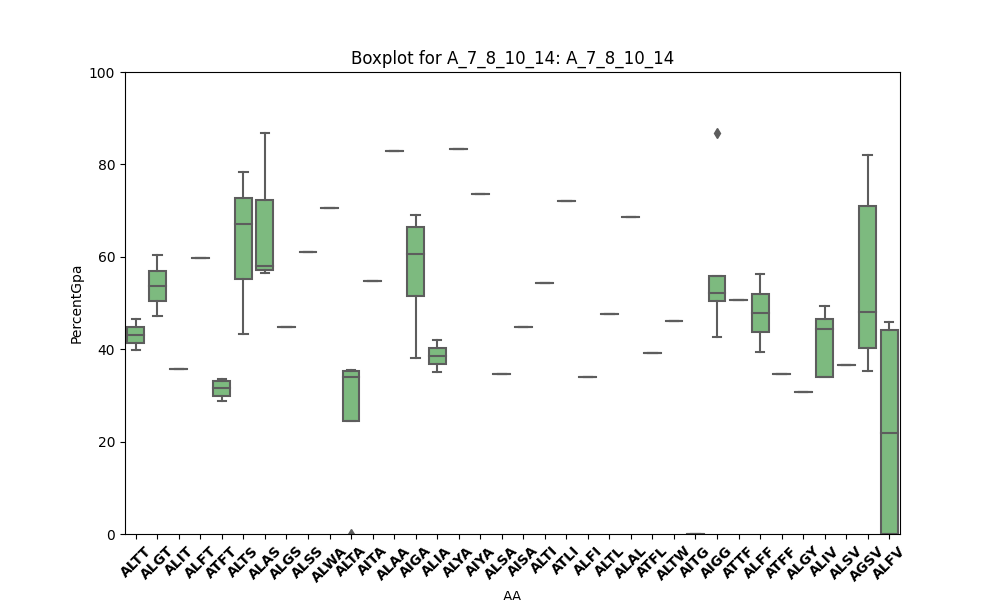 Boxplot for A_7_8_10_14: A_7_8_10_14
100
80
60
40
20
0
PercentGpa
ALTT ALGT ALIT ALFT ATFT ALTS ALAS ALGS ALSS ALWA ALTA AITA ALAA AIGA ALIA ALYA AIYA ALSA AISA ALTI ATLI ALFI ALTL ALAL ATFL ALTW AITG AIGG ATTF ALFF ATFF ALGY ALIV ALSV AGSV ALFV
AA